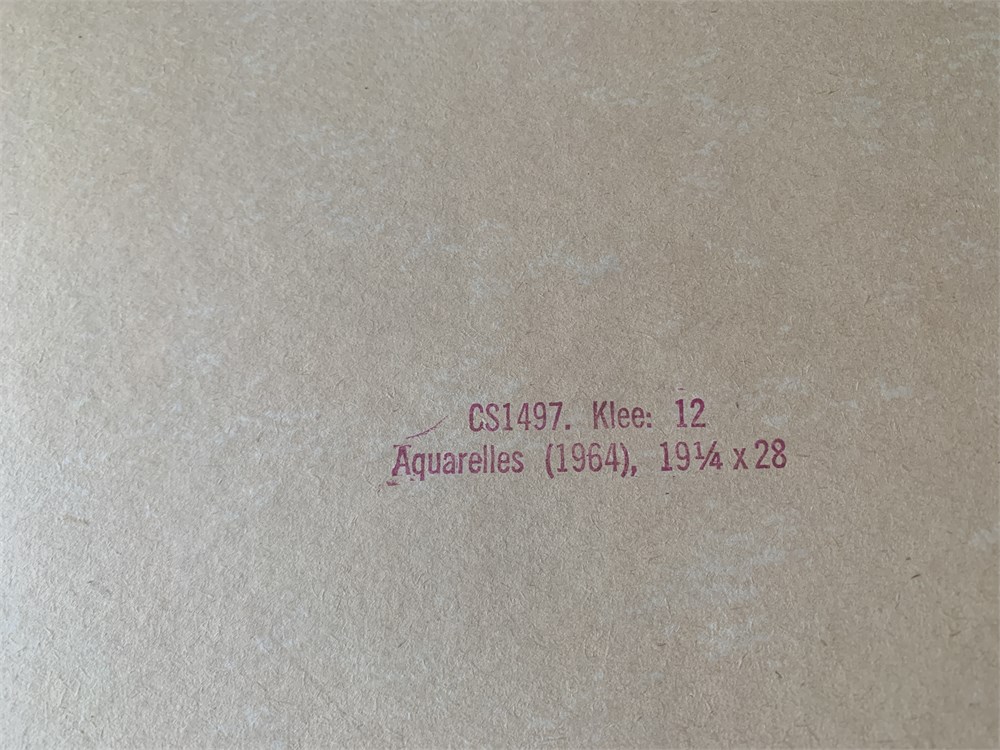 CS1497. Klee: 12
Aquarelles (1964), 19¼ x 28